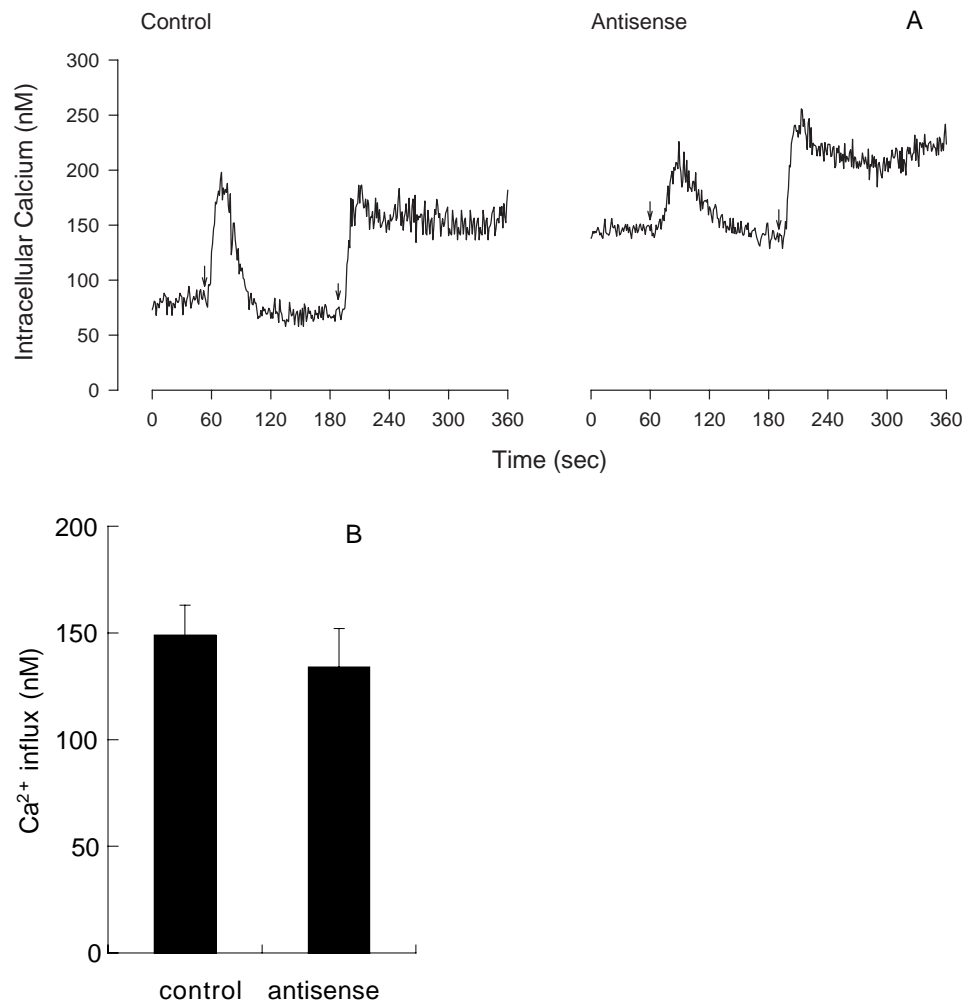 Control
Antisense
A
Intracellular Calcium (nM)
300
250
200
150
100
50
0
0 60 120 180 240 300 360
0 60 120 180 240 300 360
Time (sec)
B
Ca²⁺ influx (nM)
200
150
100
50
0
control antisense